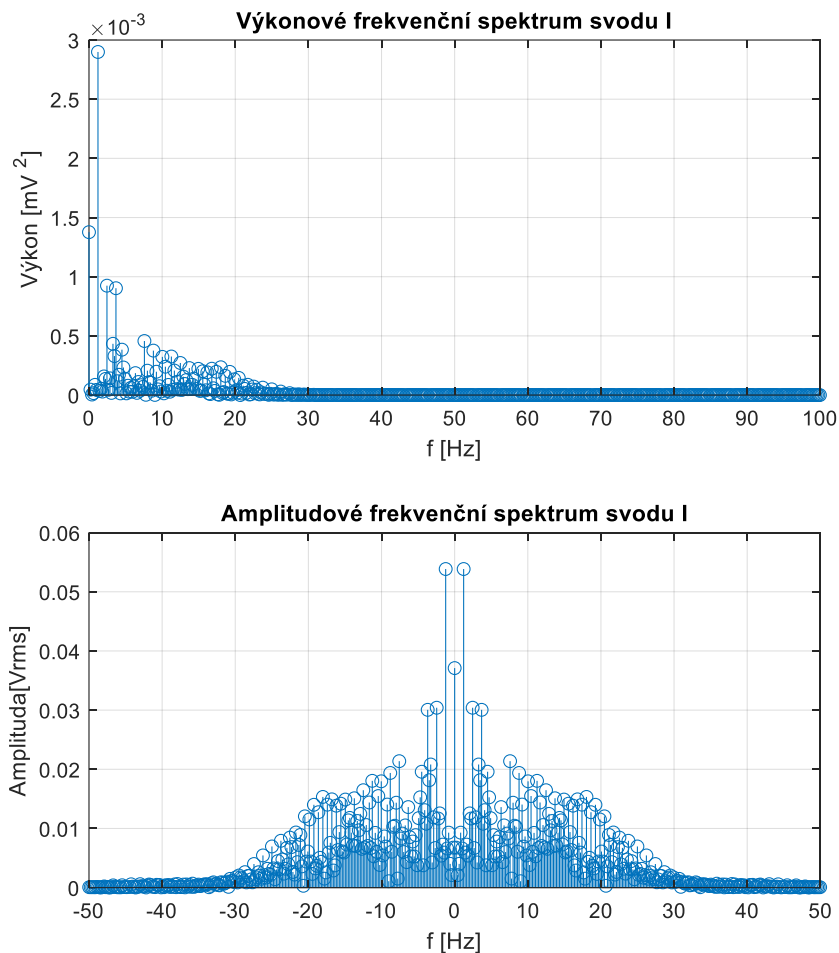 Výkonové frekvenční spektrum svodu I
×10⁻³
3
2.5
2
1.5
1
0.5
0
Výkon [mV ²]
0 10 20 30 40 50 60 70 80 90 100
f [Hz]
Amplitudové frekvenční spektrum svodu I
0.06
0.05
0.04
0.03
0.02
0.01
0
Amplituda[Vrms]
-50 -40 -30 -20 -10 0 10 20 30 40 50
f [Hz]